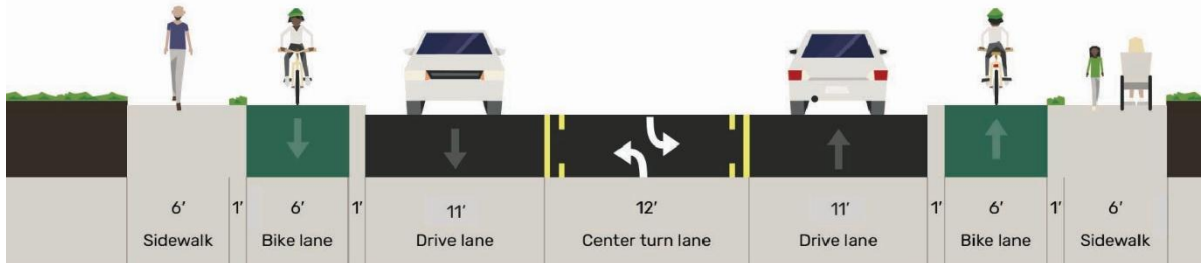 6′ 1′ 6′ 1′ 11′ 12′ 11′ 1′ 6′ 1′ 6′
Sidewalk Bike lane Drive lane Center turn lane Drive lane Bike lane Sidewalk